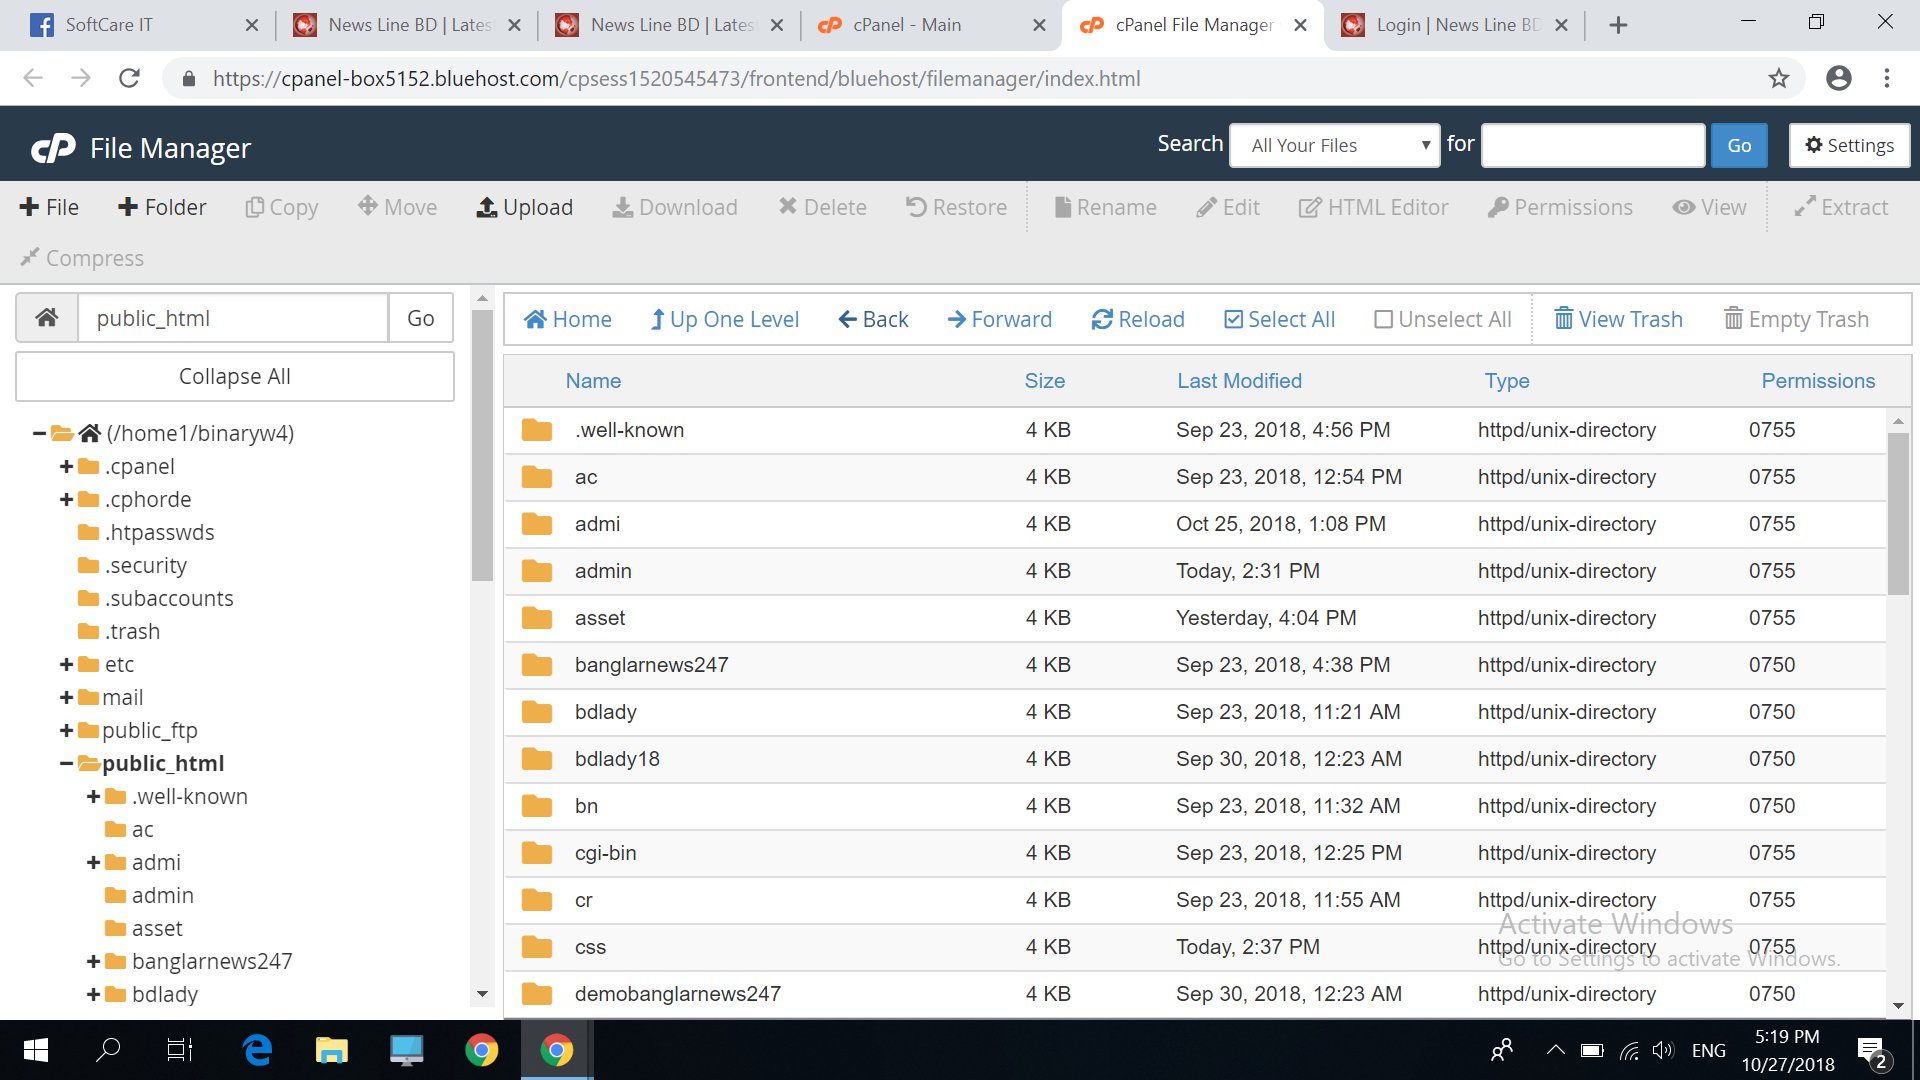 SoftCare IT
News Line BD | Lates
News Line BD | Lates
cPanel - Main
cPanel File Manager
Login | News Line BD
https://cpanel-box5152.bluehost.com/cpsess1520545473/frontend/bluehost/filemanager/index.html
cP File Manager
Search All Your Files for Go Settings
File Folder Copy Move Upload Download Delete Restore Rename Edit HTML Editor Permissions View Extract
Compress
public_html Go
Collapse All
(/home1/binaryw4)
.cpanel
.cphorde
.htpasswds
.security
.subaccounts
.trash
etc
mail
public_ftp
public_html
.well-known
ac
admi
admin
asset
banglarnews247
bdlady
Home Up One Level Back Forward Reload Select All Unselect All View Trash Empty Trash
Name Size Last Modified Type Permissions
.well-known 4 KB Sep 23, 2018, 4:56 PM httpd/unix-directory 0755
ac 4 KB Sep 23, 2018, 12:54 PM httpd/unix-directory 0755
admi 4 KB Oct 25, 2018, 1:08 PM httpd/unix-directory 0755
admin 4 KB Today, 2:31 PM httpd/unix-directory 0755
asset 4 KB Yesterday, 4:04 PM httpd/unix-directory 0755
banglarnews247 4 KB Sep 23, 2018, 4:38 PM httpd/unix-directory 0750
bdlady 4 KB Sep 23, 2018, 11:21 AM httpd/unix-directory 0750
bdlady18 4 KB Sep 30, 2018, 12:23 AM httpd/unix-directory 0750
bn 4 KB Sep 23, 2018, 11:32 AM httpd/unix-directory 0750
cgi-bin 4 KB Sep 23, 2018, 12:25 PM httpd/unix-directory 0755
cr 4 KB Sep 23, 2018, 11:55 AM httpd/unix-directory 0755
css 4 KB Today, 2:37 PM httpd/unix-directory 0755
demobanglarnews247 4 KB Sep 30, 2018, 12:23 AM httpd/unix-directory 0750
Activate Windows
Go to Settings to activate Windows.
ENG
5:19 PM
10/27/2018
2